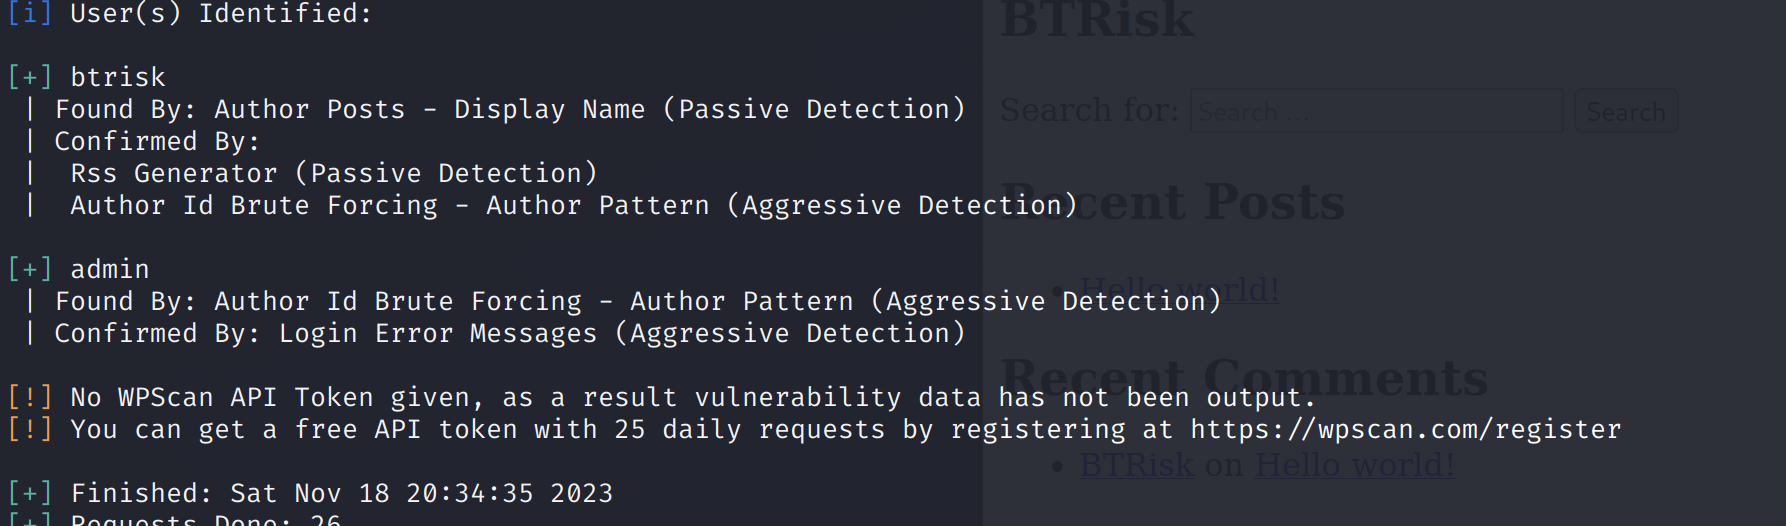 [i] User(s) Identified:
[+] btrisk
| Found By: Author Posts - Display Name (Passive Detection)
| Confirmed By:
|  Rss Generator (Passive Detection)
|  Author Id Brute Forcing - Author Pattern (Aggressive Detection)
[+] admin
| Found By: Author Id Brute Forcing - Author Pattern (Aggressive Detection)
| Confirmed By: Login Error Messages (Aggressive Detection)
[!] No WPScan API Token given, as a result vulnerability data has not been output.
[!] You can get a free API token with 25 daily requests by registering at https://wpscan.com/register
[+] Finished: Sat Nov 18 20:34:35 2023
[+] Requests Done: 26
BTRisk
Search for: Search ... Search
Recent Posts
• Hello world!
Recent Comments
• BTRisk on Hello world!